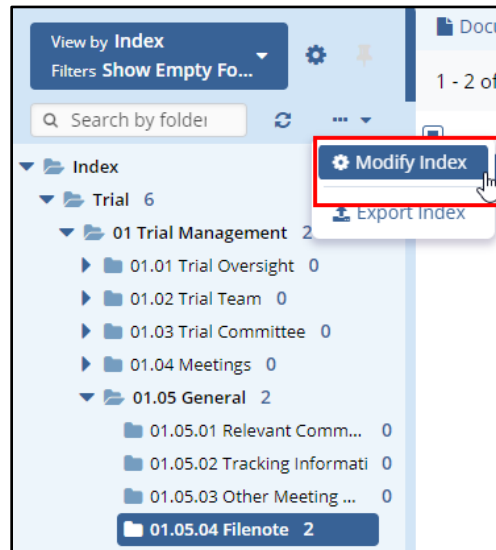 View by Index
Filters Show Empty Fo...
Search by folder
...
Index
Trial 6
01 Trial Management 2
01.01 Trial Oversight 0
01.02 Trial Team 0
01.03 Trial Committee 0
01.04 Meetings 0
01.05 General 2
01.05.01 Relevant Comm... 0
01.05.02 Tracking Informati 0
01.05.03 Other Meeting ... 0
01.05.04 Filenote 2
Modify Index
Export Index
Docu
1 - 2 of